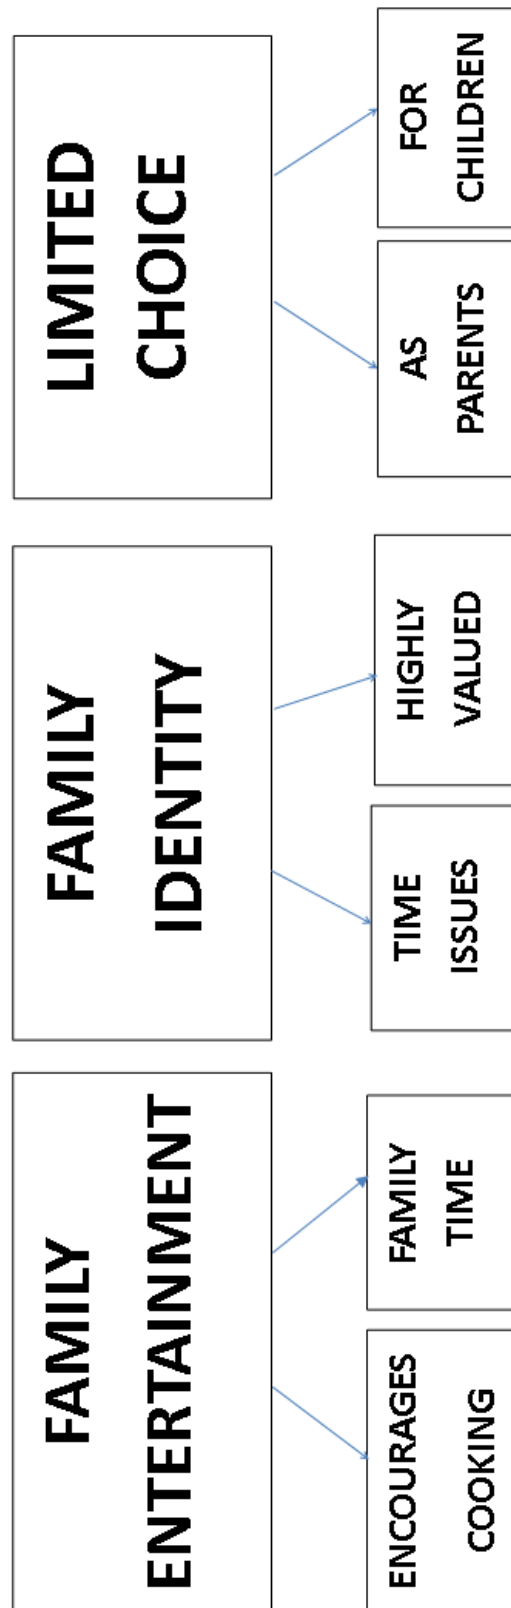 FAMILY
ENTERTAINMENT
FAMILY
IDENTITY
LIMITED
CHOICE
ENCOURAGES
COOKING
FAMILY
TIME
TIME
ISSUES
HIGHLY
VALUED
AS
PARENTS
FOR
CHILDREN